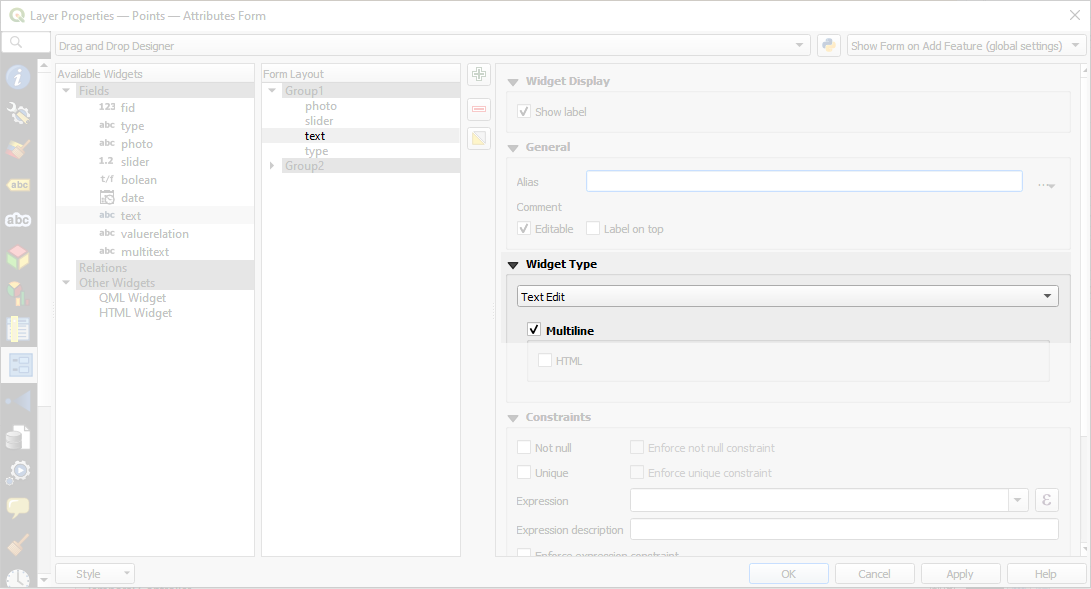 Layer Properties — Points — Attributes Form
Drag and Drop Designer
Show Form on Add Feature (global settings)
Available Widgets
Fields
123 fid
abc type
abc photo
1.2 slider
t/f bolean
date
abc text
abc valuerelation
abc multitext
Relations
Other Widgets
QML Widget
HTML Widget
Form Layout
Group1
photo
slider
text
type
Group2
Widget Display
Show label
General
Alias
...
Comment
Editable Label on top
Widget Type
Text Edit
Multiline
HTML
Constraints
Not null Enforce not null constraint
Unique Enforce unique constraint
Expression ε
Expression description
Enforce expression constraint
abc
abc
Style
OK Cancel Apply Help